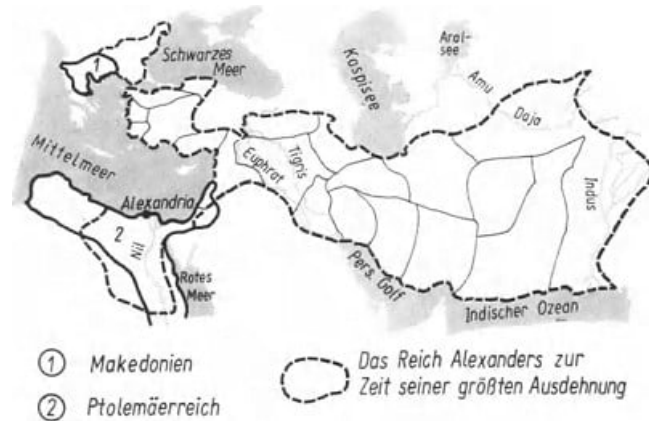 1
Schwarzes
Meer
Kaspisee
Aral-
see
Amu
Darja
Mittelmeer
Euphrat
Tigris
Indus
Alexandria
2
Nil
Rotes
Meer
Pers. Golf
Indischer Ozean
1 Makedonien
2 Ptolemäerreich
Das Reich Alexanders zur
Zeit seiner größten Ausdehnung